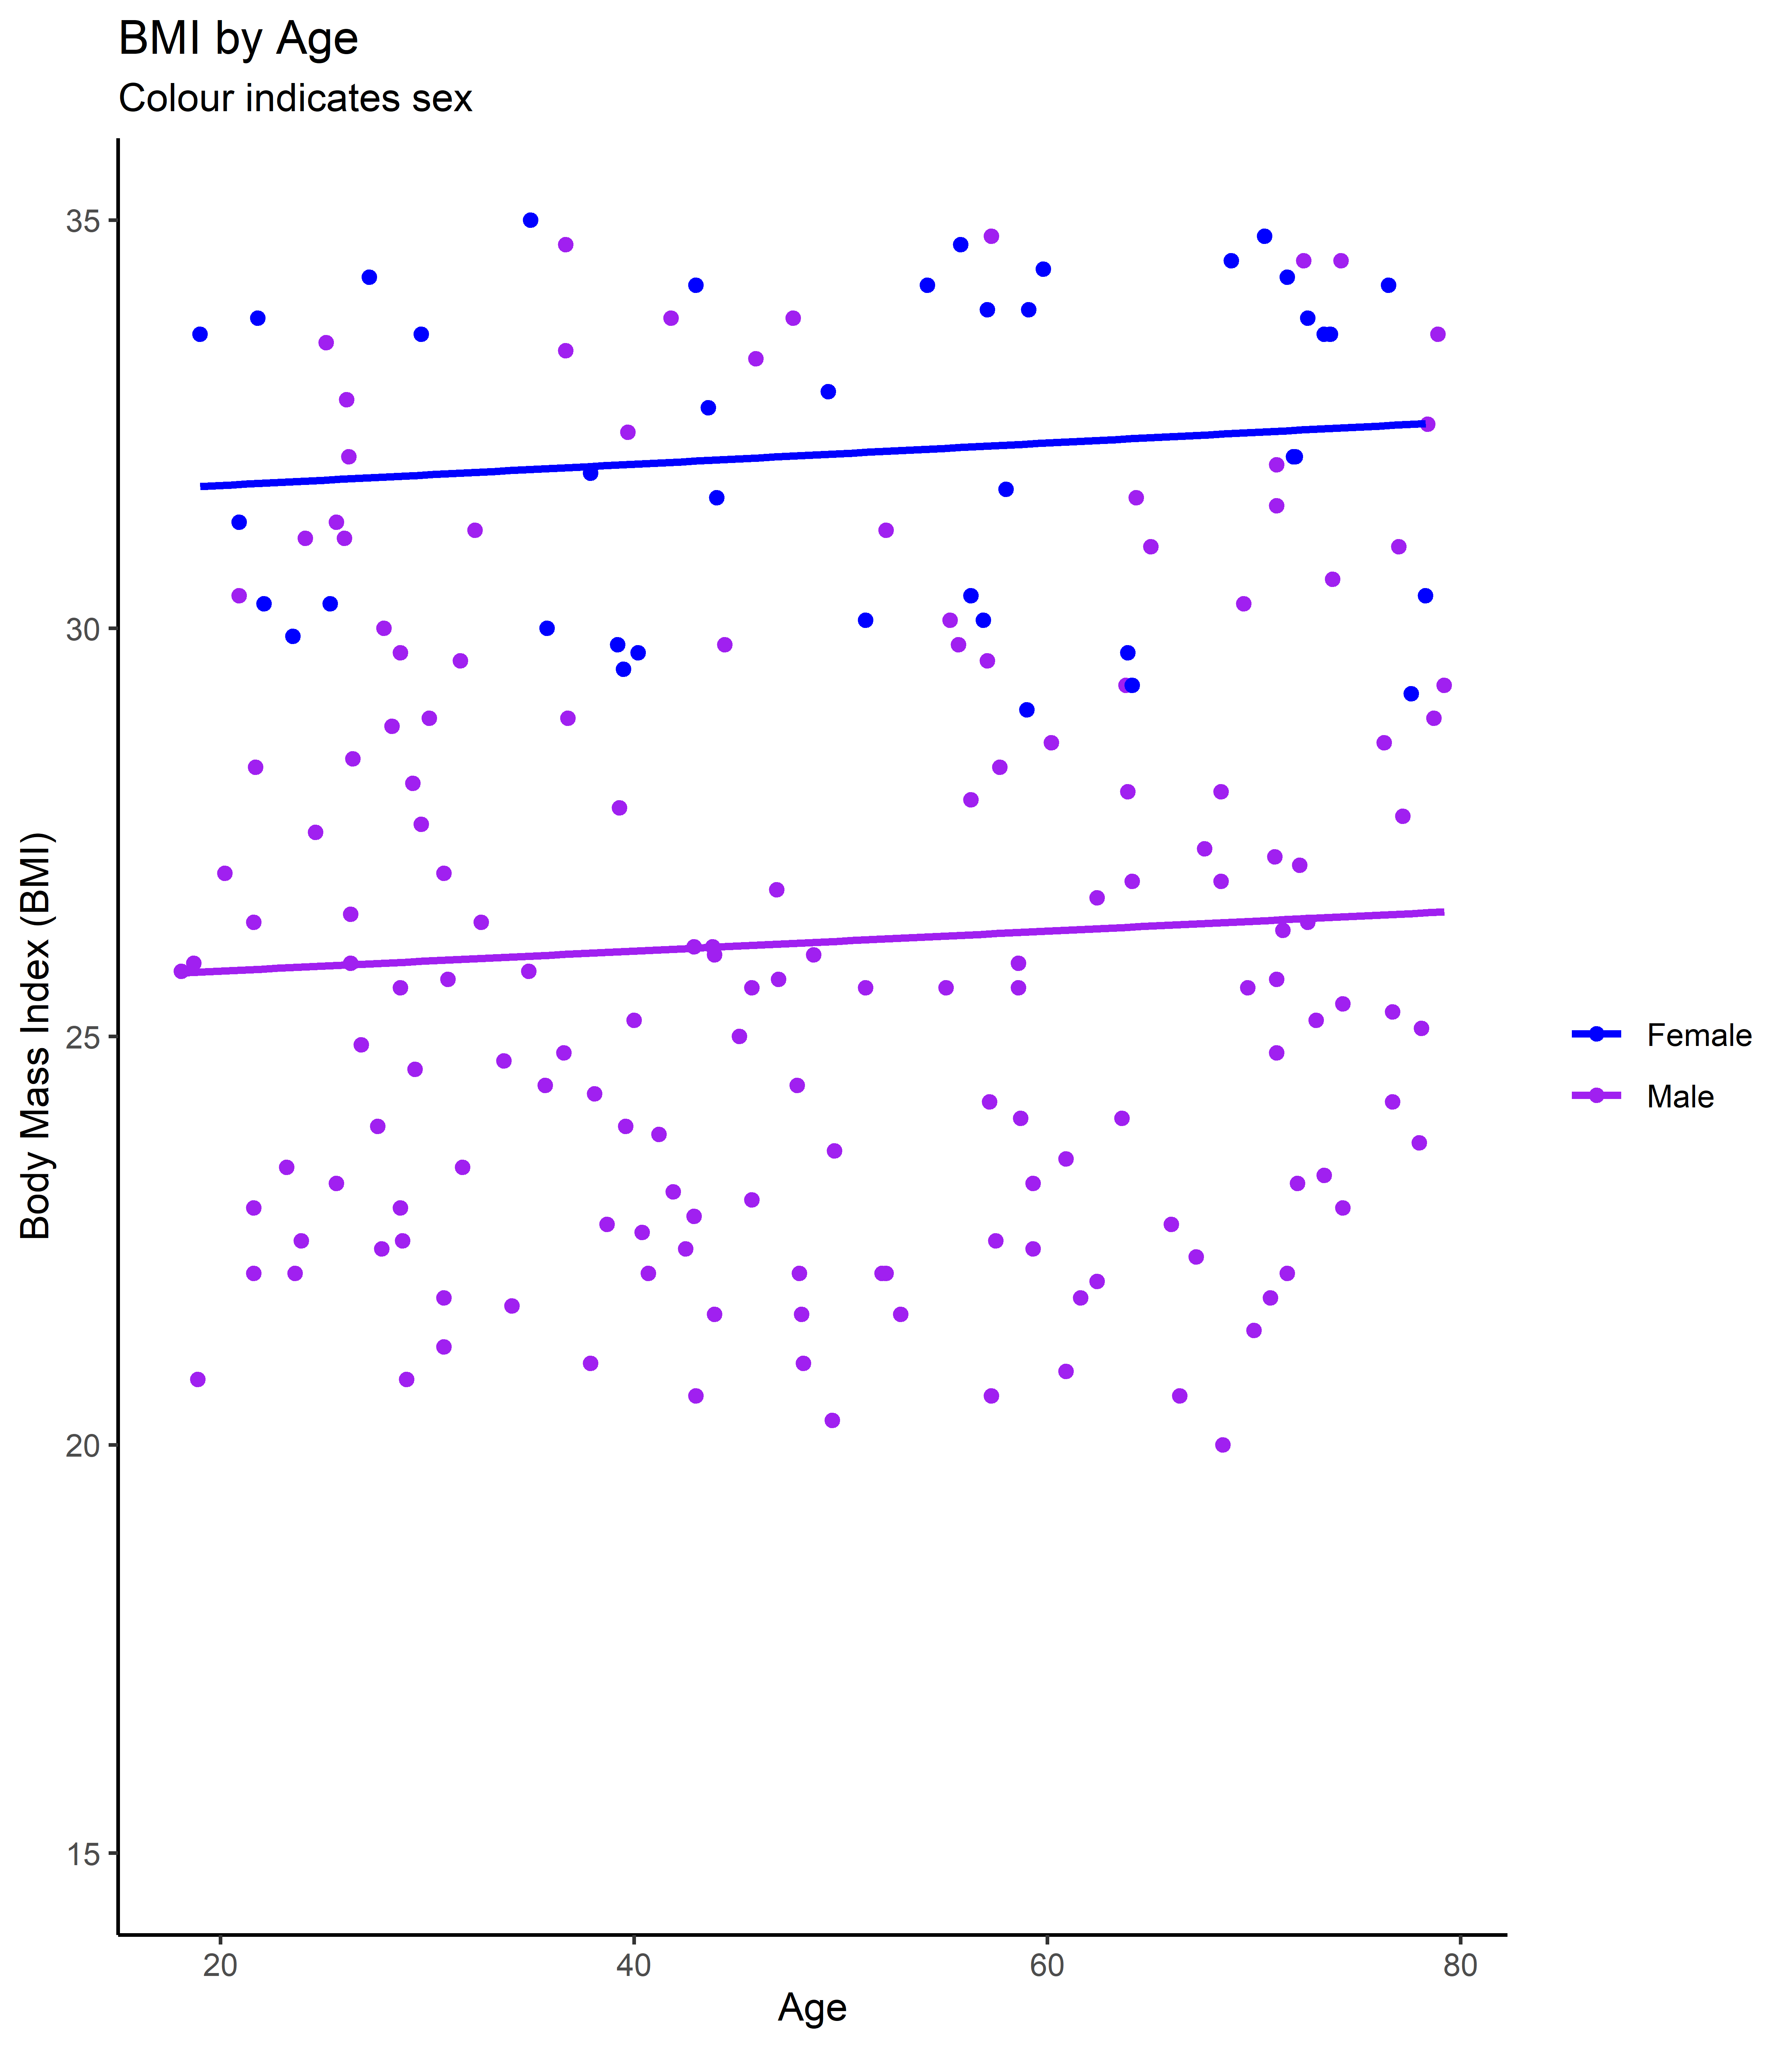 BMI by Age
Colour indicates sex
35
30
25
20
15
Body Mass Index (BMI)
20 40 60 80
Age
Female
Male